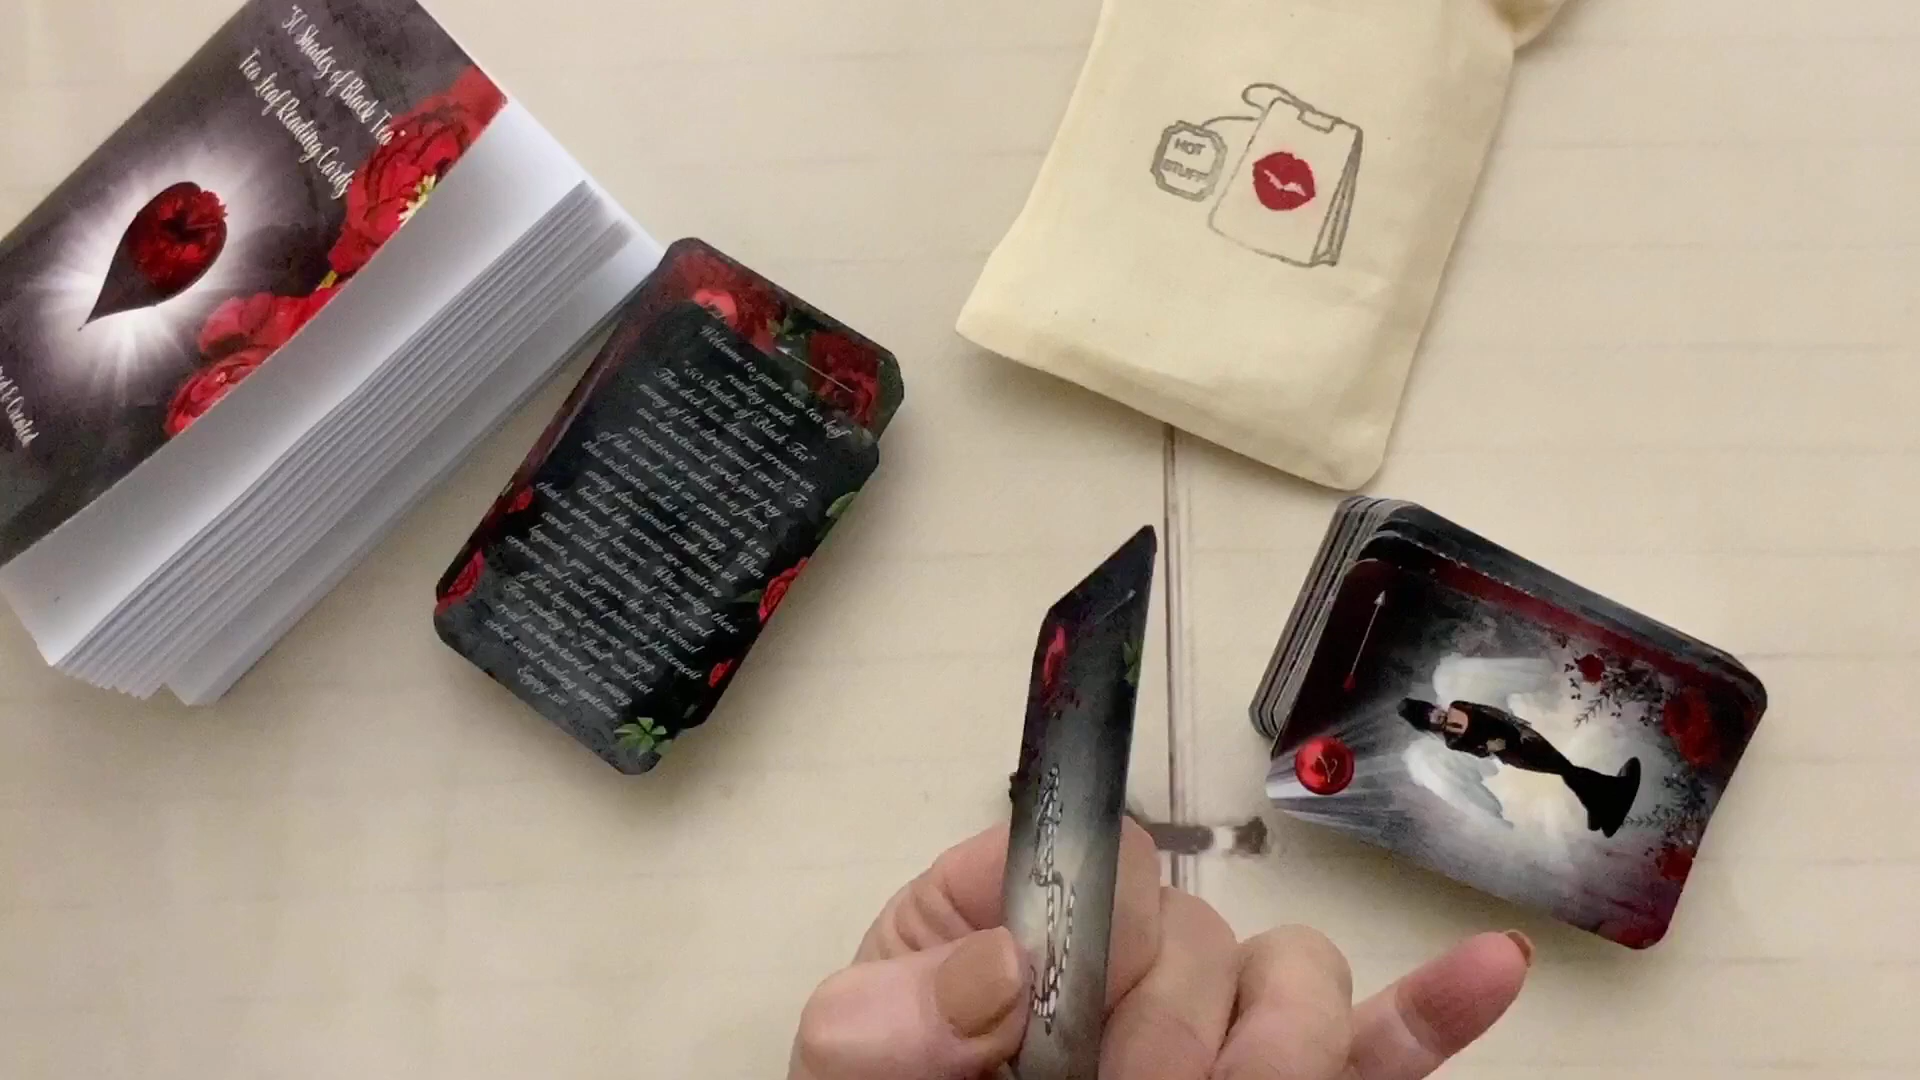 "50 Shades of Black Tea"
Tea Leaf Reading Cards
HOT
STUFF
Welcome to your new tea leaf
reading cards
"50 Shades of Black Tea"
This deck has discreet arrows on
many of the directional cards. To
use directional cards you pay
attention to what is in front
of the card with an arrow on it as
this indicates what is coming. When
using directional cards that sit
behind the arrow are matters
that is already known. When using these
cards with traditional Tarot card
layouts, you ignore the directional
arrows and read the position placement
of the layout you are using
Tea reading is fluid and not
read as structured as many
other card reading systems.
Enjoy xxx